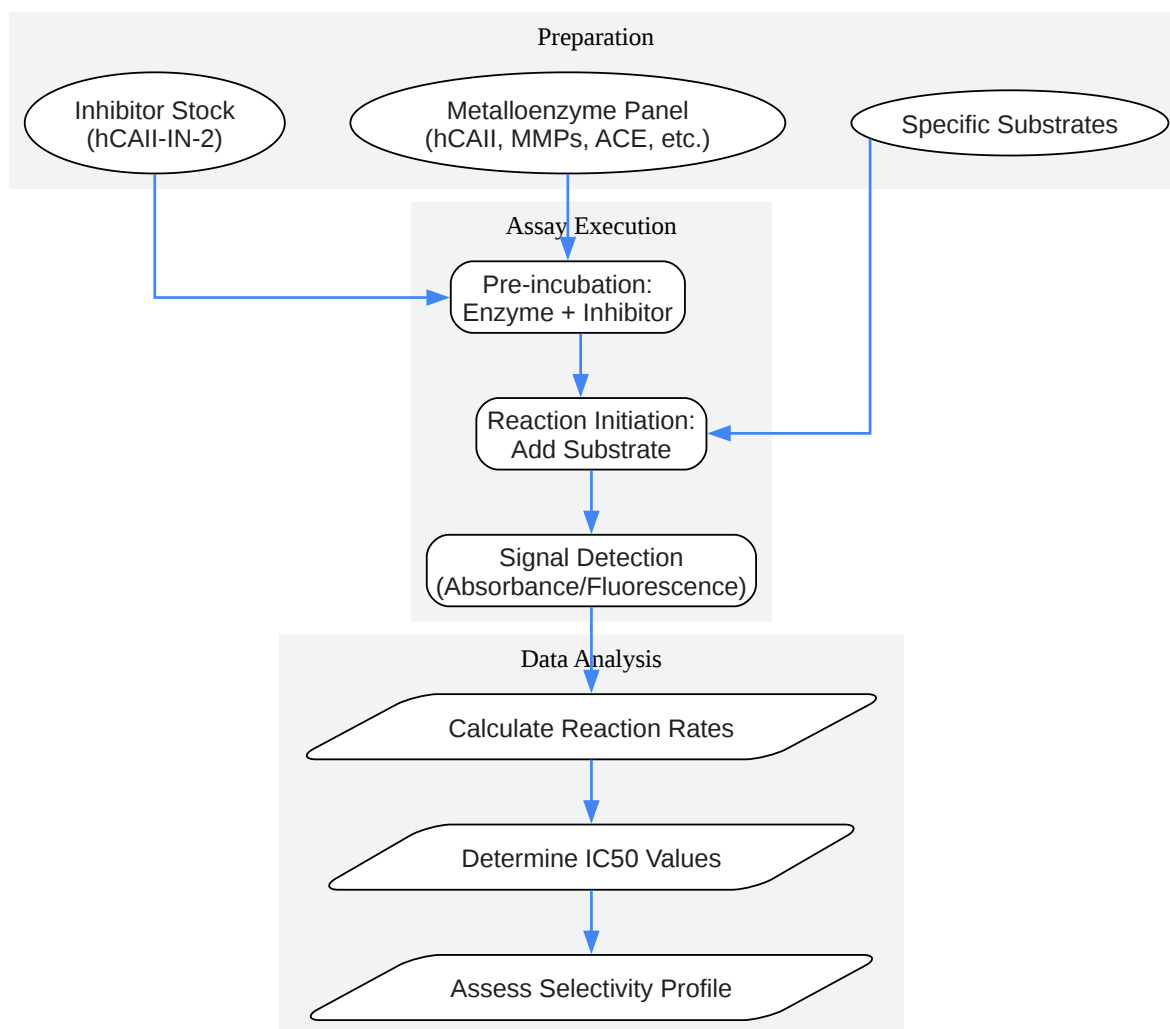 Preparation
Inhibitor Stock
(hCAII-IN-2)
Metalloenzyme Panel
(hCAII, MMPs, ACE, etc.)
Specific Substrates
Assay Execution
Pre-incubation:
Enzyme + Inhibitor
Reaction Initiation:
Add Substrate
Signal Detection
(Absorbance/Fluorescence)
Data Analysis
Calculate Reaction Rates
Determine IC50 Values
Assess Selectivity Profile